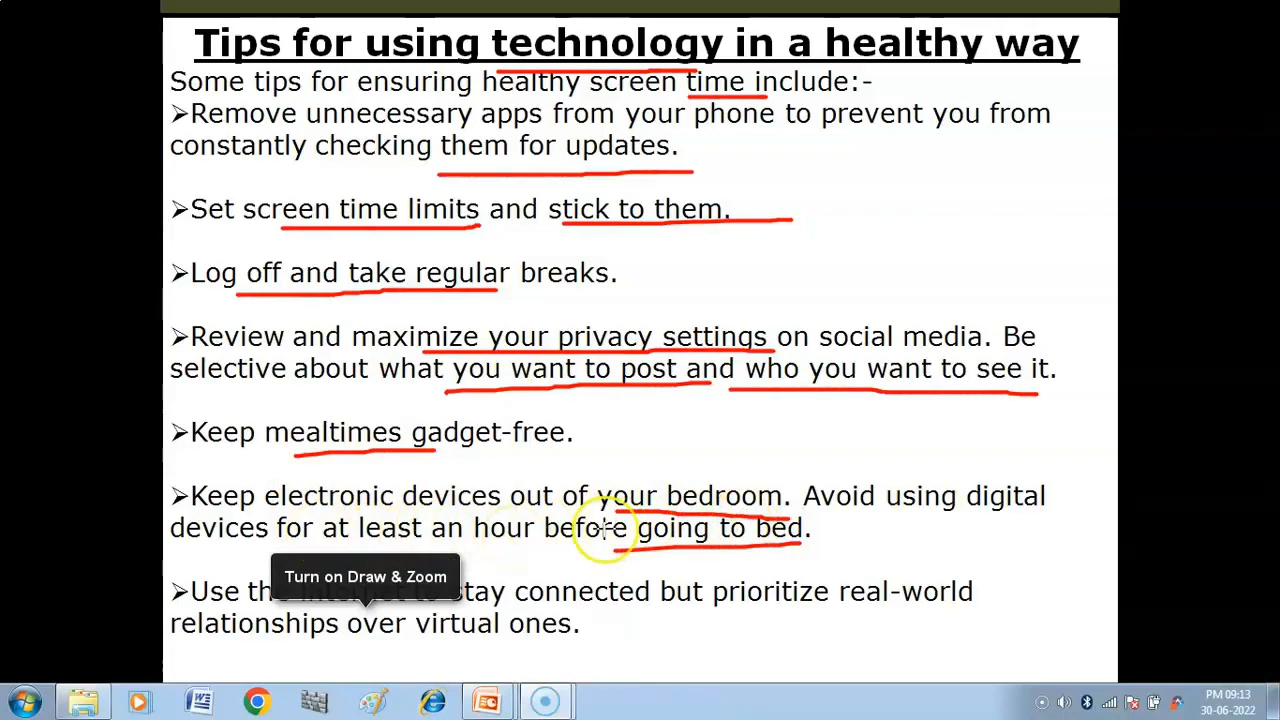 Tips for using technology in a healthy way
Some tips for ensuring healthy screen time include:-
➢Remove unnecessary apps from your phone to prevent you from
constantly checking them for updates.
➢Set screen time limits and stick to them.
➢Log off and take regular breaks.
➢Review and maximize your privacy settings on social media. Be
selective about what you want to post and who you want to see it.
➢Keep mealtimes gadget-free.
➢Keep electronic devices out of your bedroom. Avoid using digital
devices for at least an hour before going to bed.
Turn on Draw & Zoom
➢Use the internet to stay connected but prioritize real-world
relationships over virtual ones.
PM 09:13
30-06-2022